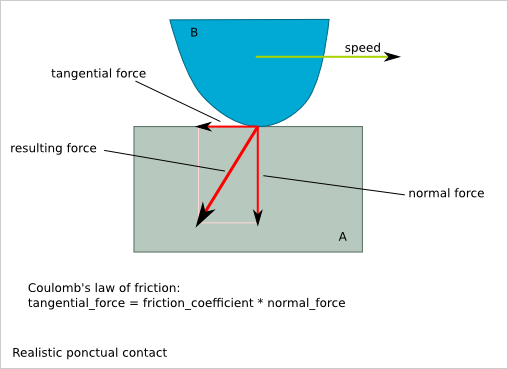 B
speed
tangential force
resulting force
normal force
A
Coulomb's law of friction:
tangential_force = friction_coefficient * normal_force
Realistic ponctual contact